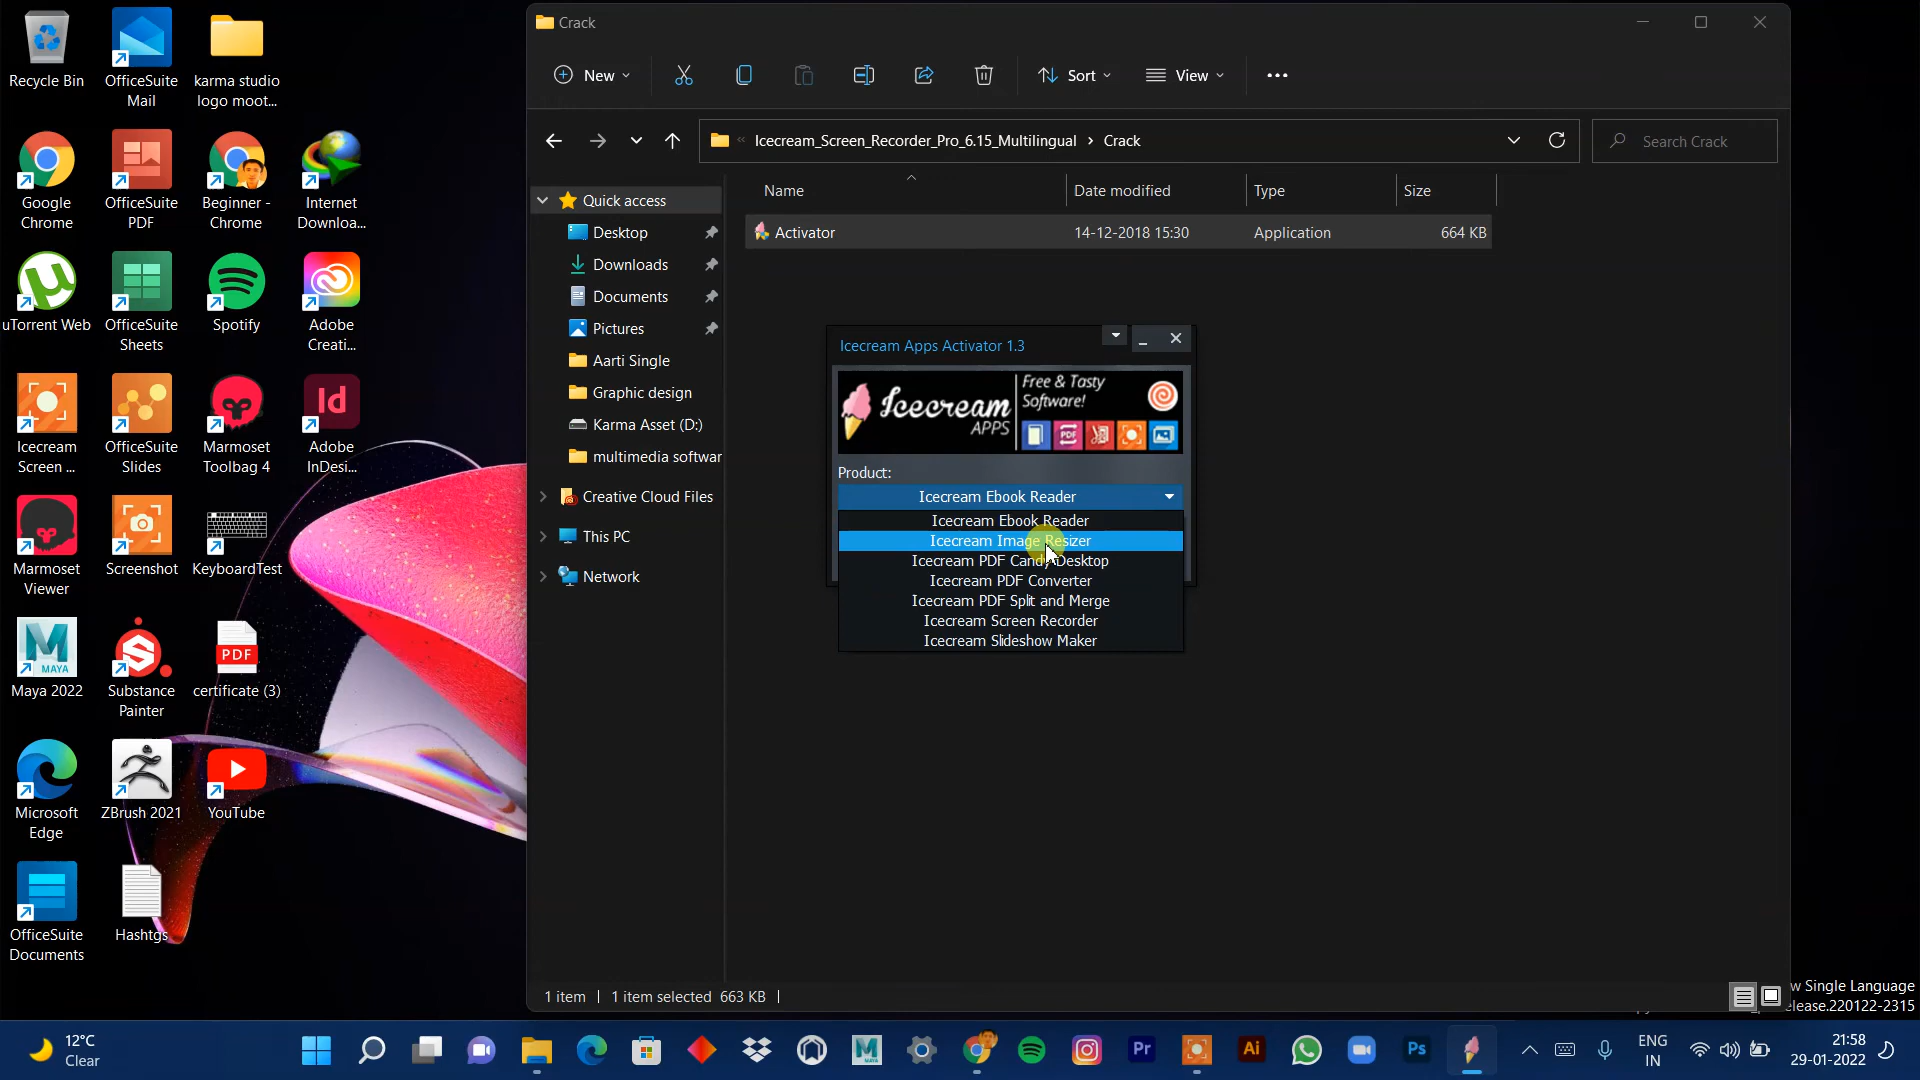 Recycle Bin
OfficeSuite
Mail
karma studio
logo moot...
Google
Chrome
OfficeSuite
PDF
Beginner -
Chrome
Internet
Downloa...
uTorrent Web
OfficeSuite
Sheets
Spotify
Adobe
Creati...
Icecream
Screen ...
OfficeSuite
Slides
Marmoset
Toolbag 4
Id
Adobe
InDesi...
Marmoset
Viewer
Screenshot
KeyboardTest
MAYA
Maya 2022
Substance
Painter
PDF
certificate (3)
Microsoft
Edge
ZBrush 2021
YouTube
OfficeSuite
Documents
Hashtgs
Crack
New
Sort
View
« Icecream_Screen_Recorder_Pro_6.15_Multilingual > Crack
Search Crack
Quick access
Desktop
Downloads
Documents
Pictures
Aarti Single
Graphic design
Karma Asset (D:)
multimedia softwar
Creative Cloud Files
This PC
Network
Name Date modified Type Size
Activator 14-12-2018 15:30 Application 664 KB
Icecream Apps Activator 1.3
Icecream
APPS
Free & Tasty
Software!
PDF
Product:
Icecream Ebook Reader
Icecream Ebook Reader
Icecream Image Resizer
Icecream PDF Candy Desktop
Icecream PDF Converter
Icecream PDF Split and Merge
Icecream Screen Recorder
Icecream Slideshow Maker
1 item 1 item selected 663 KB
w Single Language
elease.220122-2315
12°C
Clear
M
Pr
Ai
Ps
ENG
IN
21:58
29-01-2022